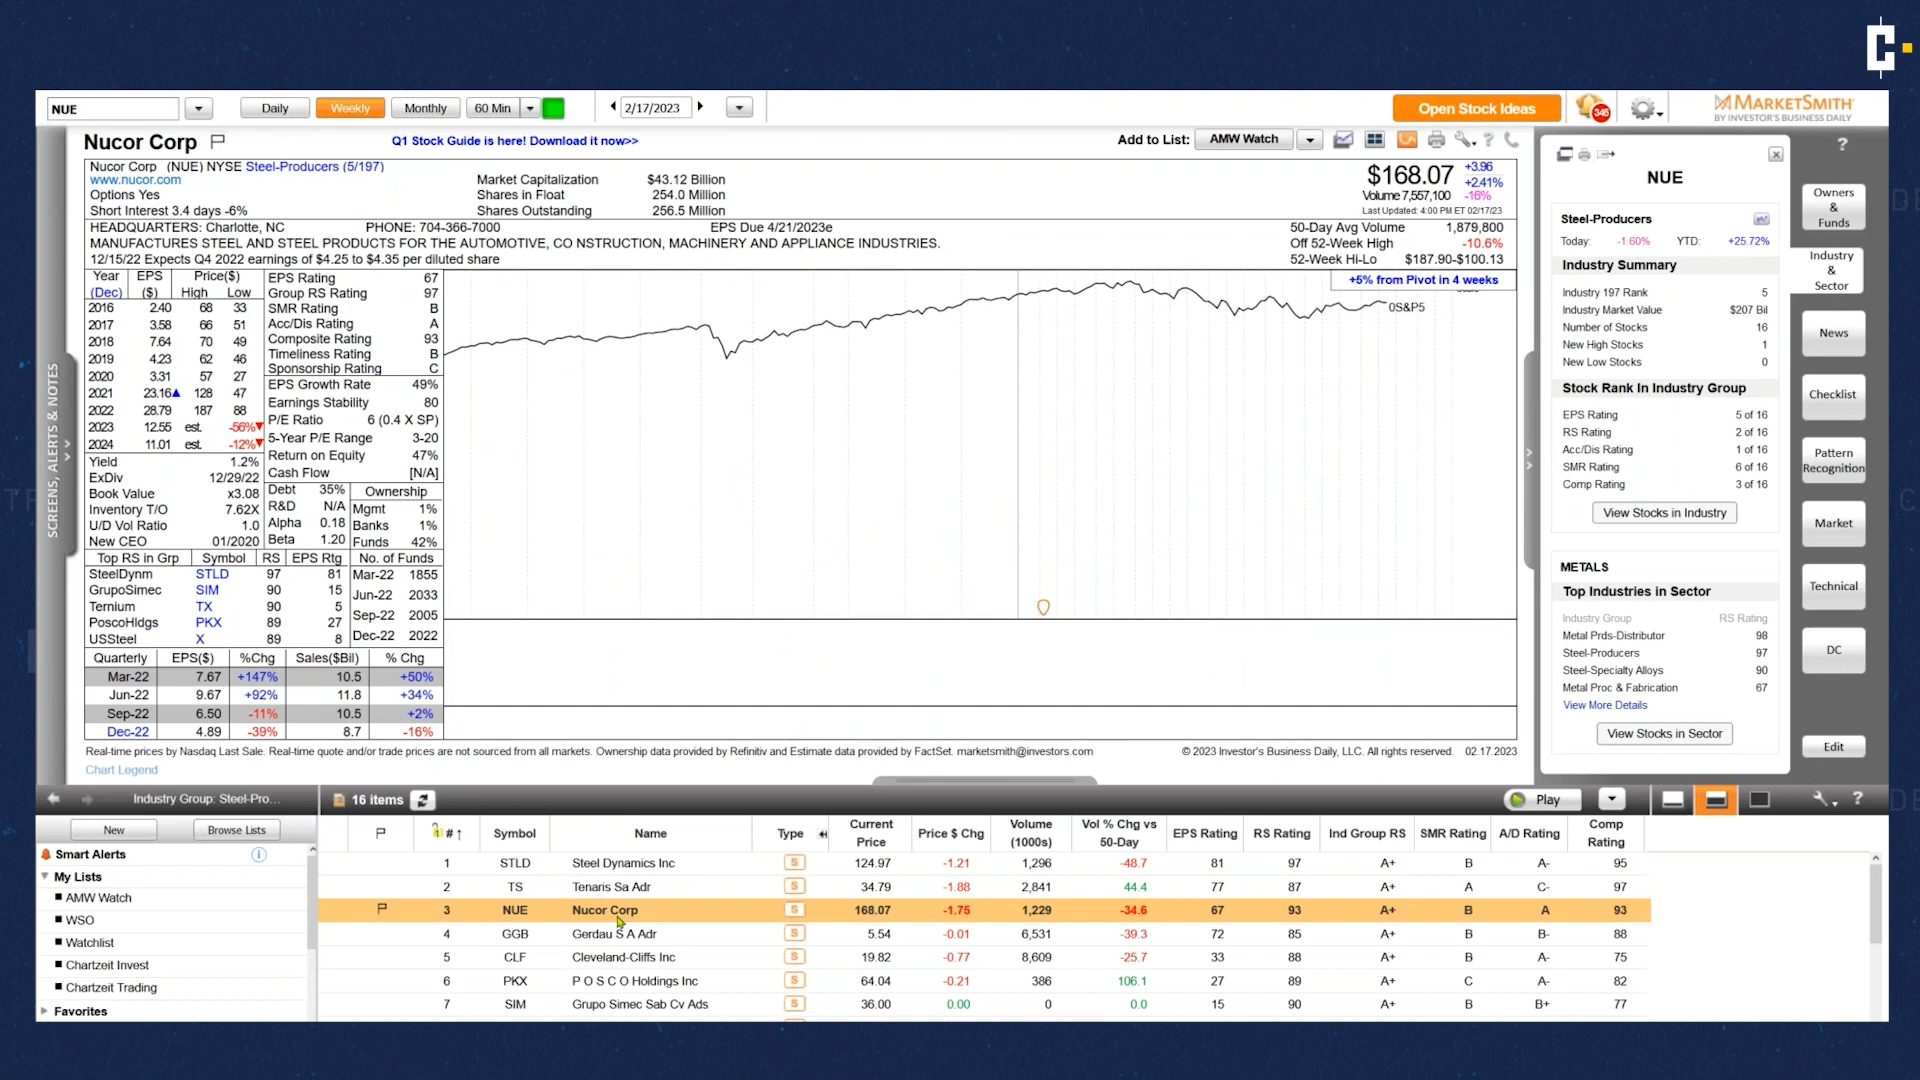 C
NUE
Daily
Weekly
Monthly
60 Min
2/17/2023
Open Stock Ideas
345
MARKETSMITH
BY INVESTOR'S BUSINESS DAILY
Nucor Corp
Q1 Stock Guide is here! Download it now>>
Add to List:
AMW Watch
Nucor Corp (NUE) NYSE Steel-Producers (5/197)
www.nucor.com
Options Yes
Short Interest 3.4 days -6%
Market Capitalization $43.12 Billion
Shares in Float 254.0 Million
Shares Outstanding 256.5 Million
$168.07 +3.96
+2.41%
Volume 7,557,100 -16%
Last Updated: 4:00 PM ET 02/17/23
HEADQUARTERS: Charlotte, NC PHONE: 704-366-7000 EPS Due 4/21/2023e
MANUFACTURES STEEL AND STEEL PRODUCTS FOR THE AUTOMOTIVE, CO NSTRUCTION, MACHINERY AND APPLIANCE INDUSTRIES.
12/15/22 Expects Q4 2022 earnings of $4.25 to $4.35 per diluted share
50-Day Avg Volume 1,879,800
Off 52-Week High -10.6%
52-Week Hi-Lo $187.90-$100.13
Year EPS Price($)
(Dec) ($) High Low
2016 2.40 68 33
2017 3.58 66 51
2018 7.64 70 49
2019 4.23 62 46
2020 3.31 57 27
2021 23.16▲ 128 47
2022 28.79 187 88
2023 12.55 est. -56%▼
2024 11.01 est. -12%▼
Yield 1.2%
ExDiv 12/29/22
Book Value x3.08
Inventory T/O 7.62X
U/D Vol Ratio 1.0
New CEO 01/2020
EPS Rating 67
Group RS Rating 97
SMR Rating B
Acc/Dis Rating A
Composite Rating 93
Timeliness Rating B
Sponsorship Rating C
EPS Growth Rate 49%
Earnings Stability 80
P/E Ratio 6 (0.4 X SP)
5-Year P/E Range 3-20
Return on Equity 47%
Cash Flow [N/A]
Debt 35%
R&D N/A
Alpha 0.18
Beta 1.20
Ownership
Mgmt 1%
Banks 1%
Funds 42%
Top RS in Grp Symbol RS EPS Rtg
SteelDynm STLD 97 81
GrupoSimec SIM 90 15
Ternium TX 90 5
PoscoHldgs PKX 89 27
USSteel X 89 8
No. of Funds
Mar-22 1855
Jun-22 2033
Sep-22 2005
Dec-22 2022
Quarterly EPS($) %Chg Sales($Bil) % Chg
Mar-22 7.67 +147% 10.5 +50%
Jun-22 9.67 +92% 11.8 +34%
Sep-22 6.50 -11% 10.5 +2%
Dec-22 4.89 -39% 8.7 -16%
+5% from Pivot in 4 weeks
0S&P5
Real-time prices by Nasdaq Last Sale. Real-time quote and/or trade prices are not sourced from all markets. Ownership data provided by Refinitiv and Estimate data provided by FactSet. marketsmith@investors.com
© 2023 Investor's Business Daily, LLC. All rights reserved. 02.17.2023
Chart Legend
SCREENS, ALERTS & NOTES
NUE
Steel-Producers
Today: -1.60% YTD: +25.72%
Industry Summary
Industry 197 Rank 5
Industry Market Value $207 Bil
Number of Stocks 16
New High Stocks 1
New Low Stocks 0
Stock Rank In Industry Group
EPS Rating 5 of 16
RS Rating 2 of 16
Acc/Dis Rating 1 of 16
SMR Rating 6 of 16
Comp Rating 3 of 16
View Stocks in Industry
METALS
Top Industries in Sector
Industry Group RS Rating
Metal Prds-Distributor 98
Steel-Producers 97
Steel-Specialty Alloys 90
Metal Proc & Fabrication 67
View More Details
View Stocks in Sector
?
Owners
&
Funds
Industry
&
Sector
News
Checklist
Pattern
Recognition
Market
Technical
DC
Edit
Industry Group: Steel-Pro...
16 items
Play
?
New
Browse Lists
Smart Alerts
My Lists
AMW Watch
WSO
Watchlist
Chartzeit Invest
Chartzeit Trading
Favorites
# Symbol Name Type Current Price Price $ Chg Volume (1000s) Vol % Chg vs 50-Day EPS Rating RS Rating Ind Group RS SMR Rating A/D Rating Comp Rating
1 STLD Steel Dynamics Inc S 124.97 -1.21 1,296 -48.7 81 97 A+ B A- 95
2 TS Tenaris Sa Adr S 34.79 -1.88 2,841 44.4 77 87 A+ A C- 97
3 NUE Nucor Corp S 168.07 -1.75 1,229 -34.6 67 93 A+ B A 93
4 GGB Gerdau S A Adr S 5.54 -0.01 6,531 -39.3 72 85 A+ B B- 88
5 CLF Cleveland-Cliffs Inc S 19.82 -0.77 8,609 -25.7 33 88 A+ B A- 75
6 PKX P O S C O Holdings Inc S 64.04 -0.21 386 106.1 27 89 A+ C A- 82
7 SIM Grupo Simec Sab Cv Ads S 36.00 0.00 0 0.0 15 90 A+ B B+ 77